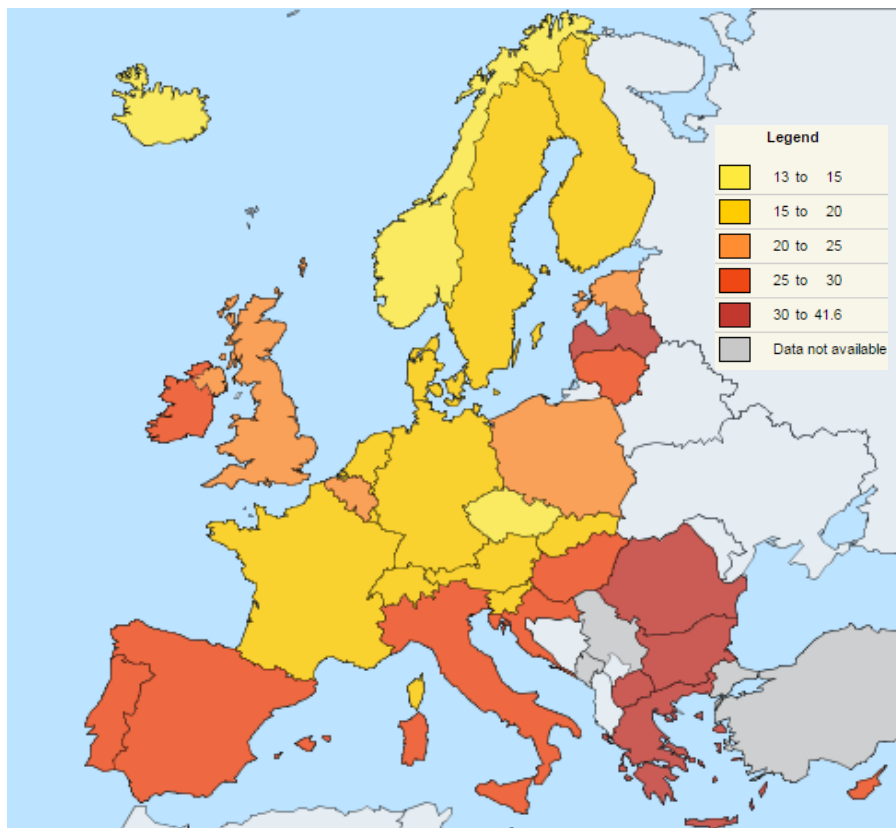 Legend
13 to 15
15 to 20
20 to 25
25 to 30
30 to 41.6
Data not available